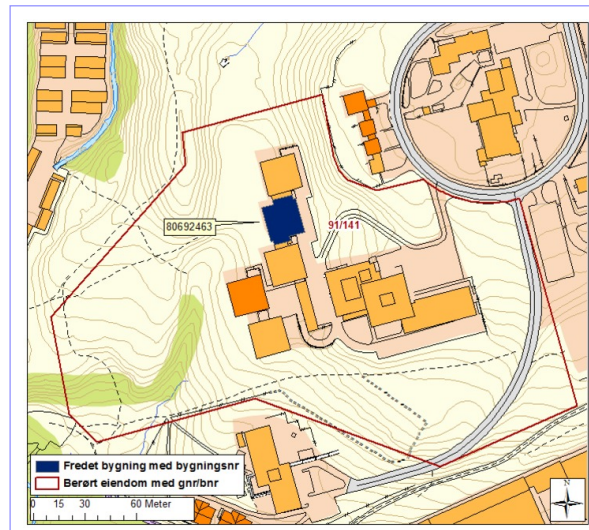 80692463
91/141
Fredet bygning med bygningsnr
Berørt eiendom med gnr/bnr
0 15 30 60 Meter
N